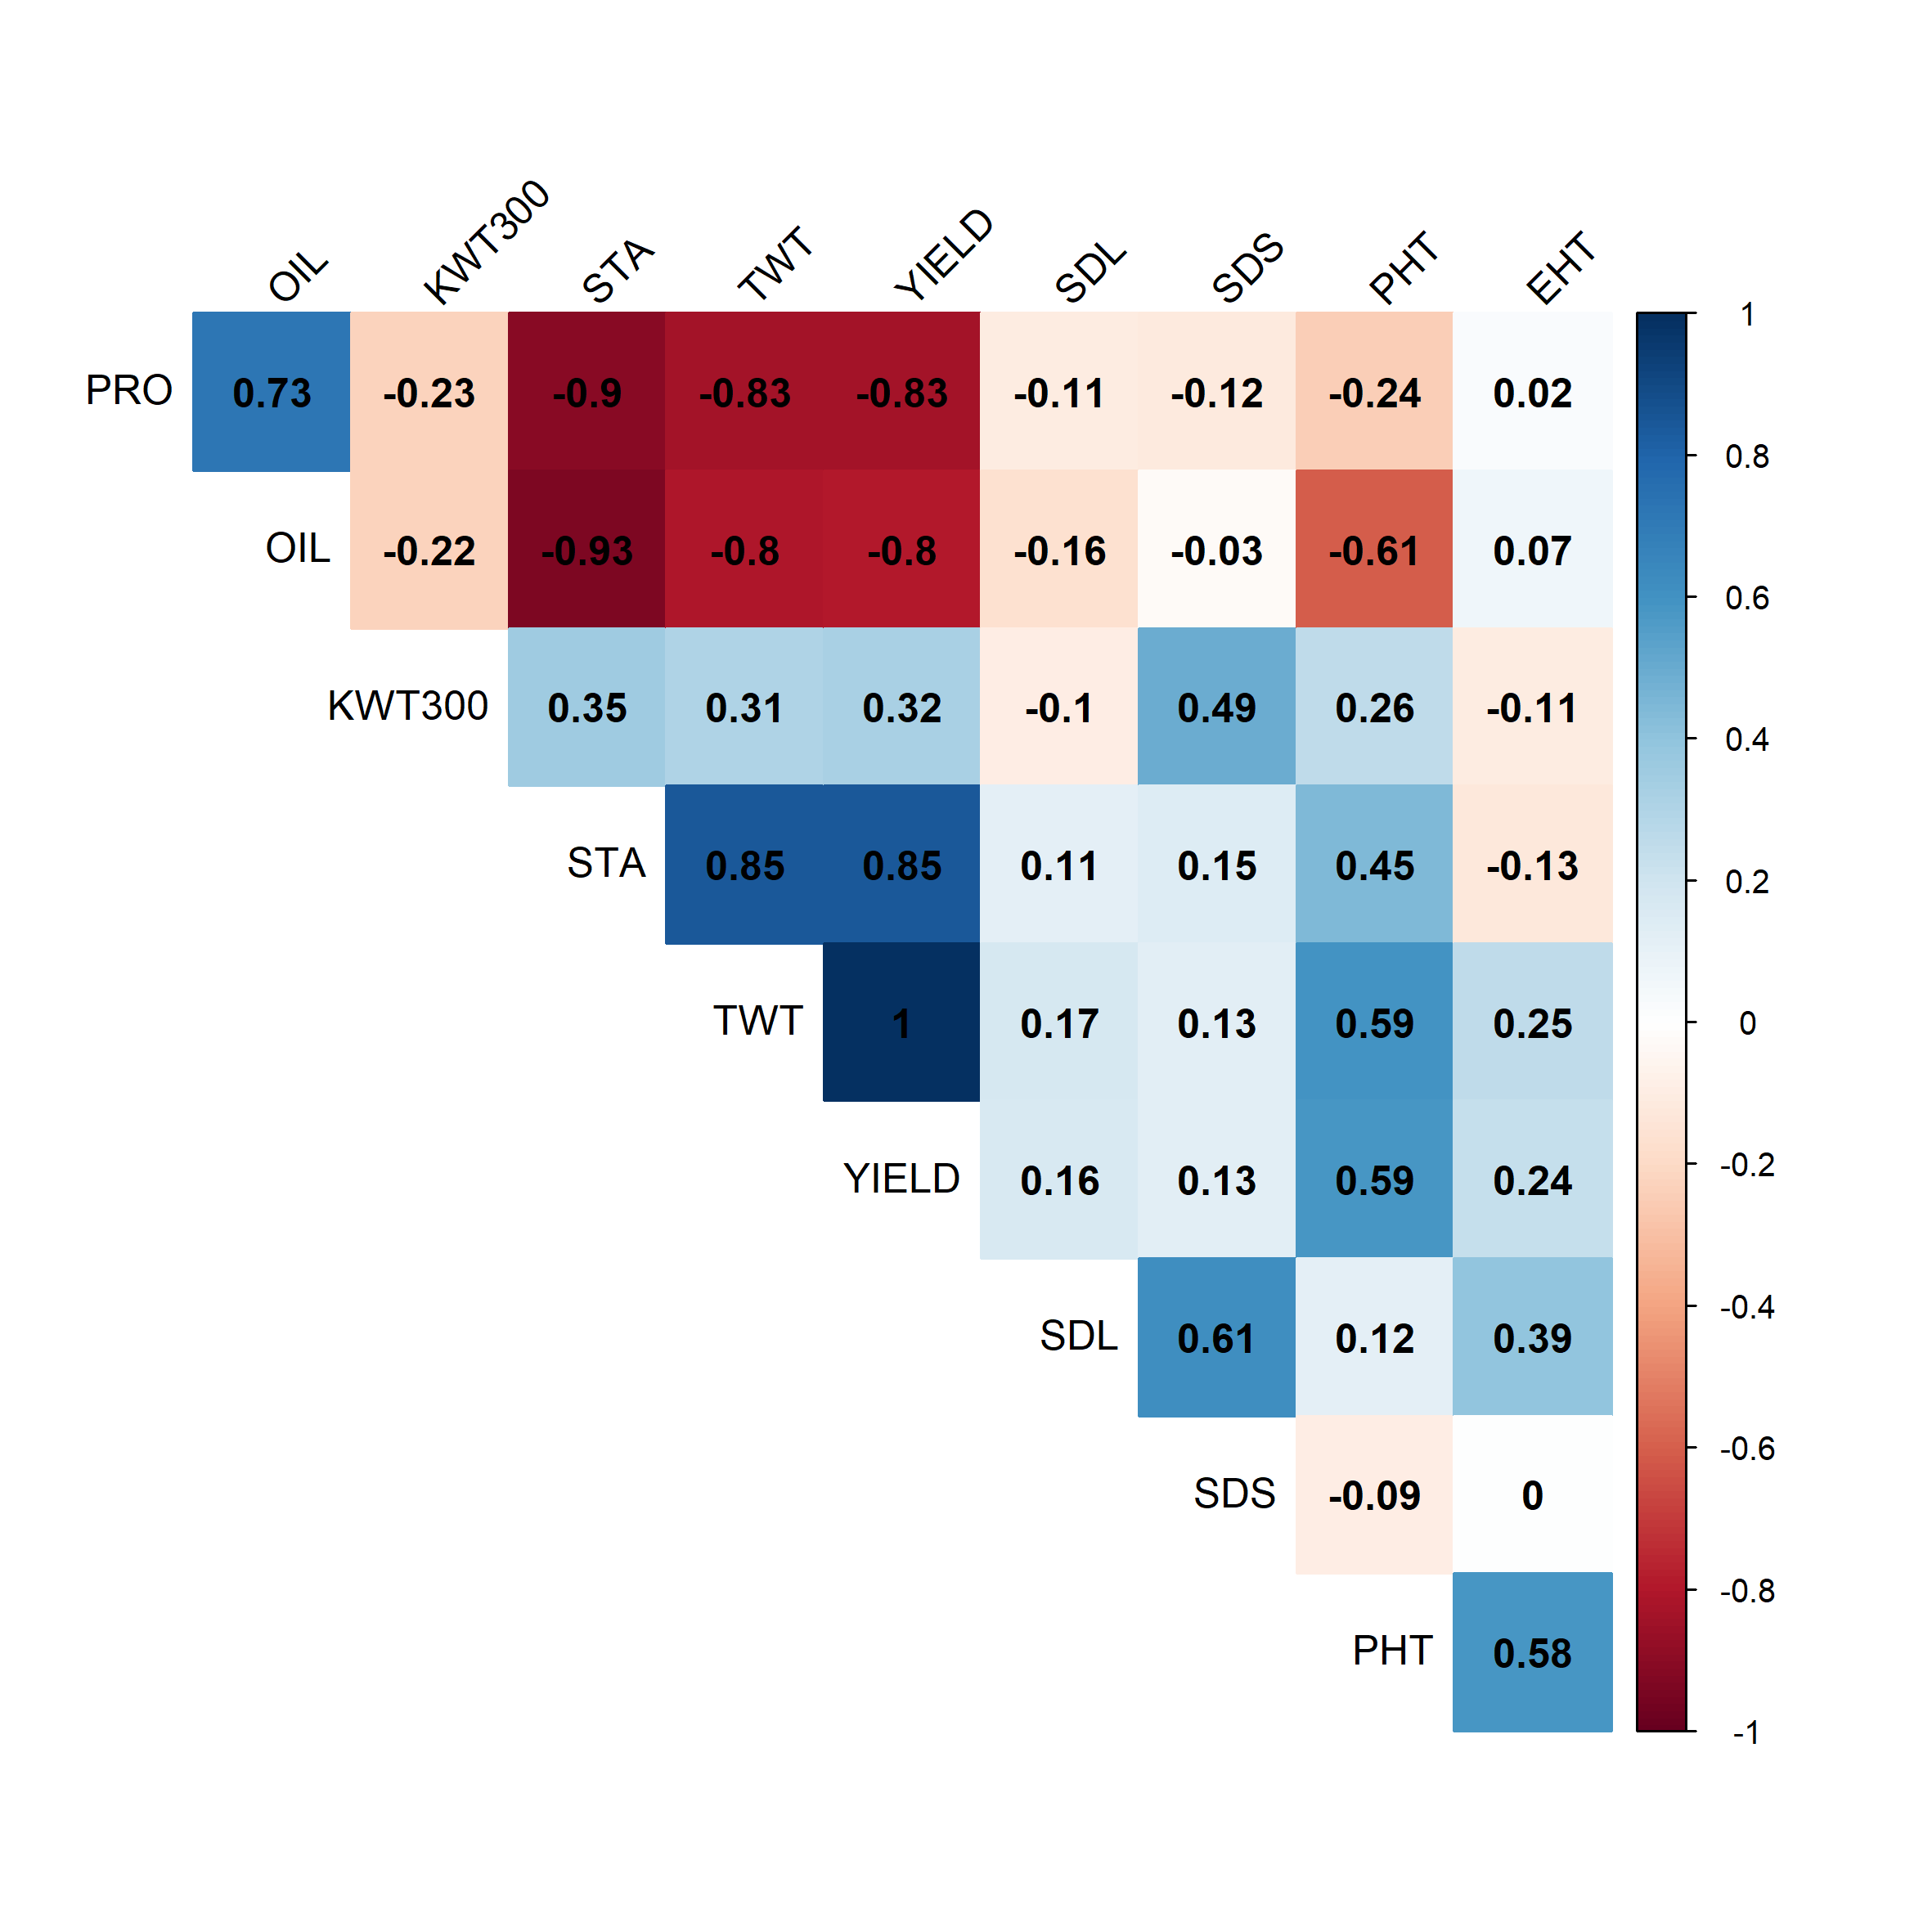 OIL KWT300 STA TWT YIELD SDL SDS PHT EHT
1
PRO 0.73 -0.23 -0.9 -0.83 -0.83 -0.11 -0.12 -0.24 0.02
0.8
OIL -0.22 -0.93 -0.8 -0.8 -0.16 -0.03 -0.61 0.07
0.6
KWT300 0.35 0.31 0.32 -0.1 0.49 0.26 -0.11
0.4
STA 0.85 0.85 0.11 0.15 0.45 -0.13
0.2
TWT 1 0.17 0.13 0.59 0.25
0
YIELD 0.16 0.13 0.59 0.24
-0.2
SDL 0.61 0.12 0.39
-0.4
-0.6
SDS -0.09 0
-0.8
PHT 0.58
-1